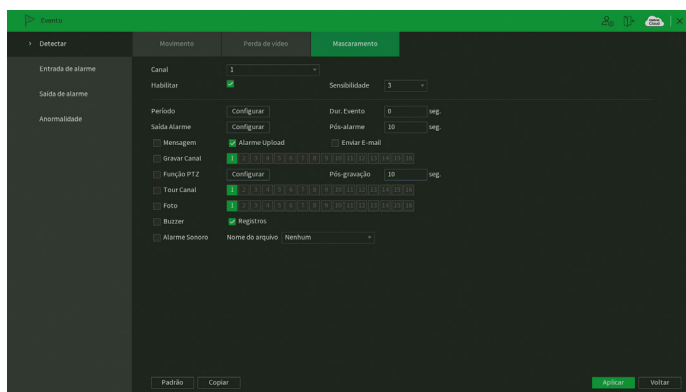 Evento
Detectar
Movimento
Perda de vídeo
Mascaramento
Entrada de alarme
Saída de alarme
Anormalidade
Canal 1
Habilitar Sensibilidade 3
Período Configurar Dur. Evento 0 seg.
Saída Alarme Configurar Pós-alarme 10 seg.
Mensagem Alarme Upload Enviar E-mail
Gravar Canal 1 2 3 4 5 6 7 8 9 10 11 12 13 14 15 16
Função PTZ Configurar Pós-gravação 10 seg.
Tour Canal 1 2 3 4 5 6 7 8 9 10 11 12 13 14 15 16
Foto 1 2 3 4 5 6 7 8 9 10 11 12 13 14 15 16
Buzzer Registros
Alarme Sonoro Nome do arquivo Nenhum
Padrão Copiar Aplicar Voltar